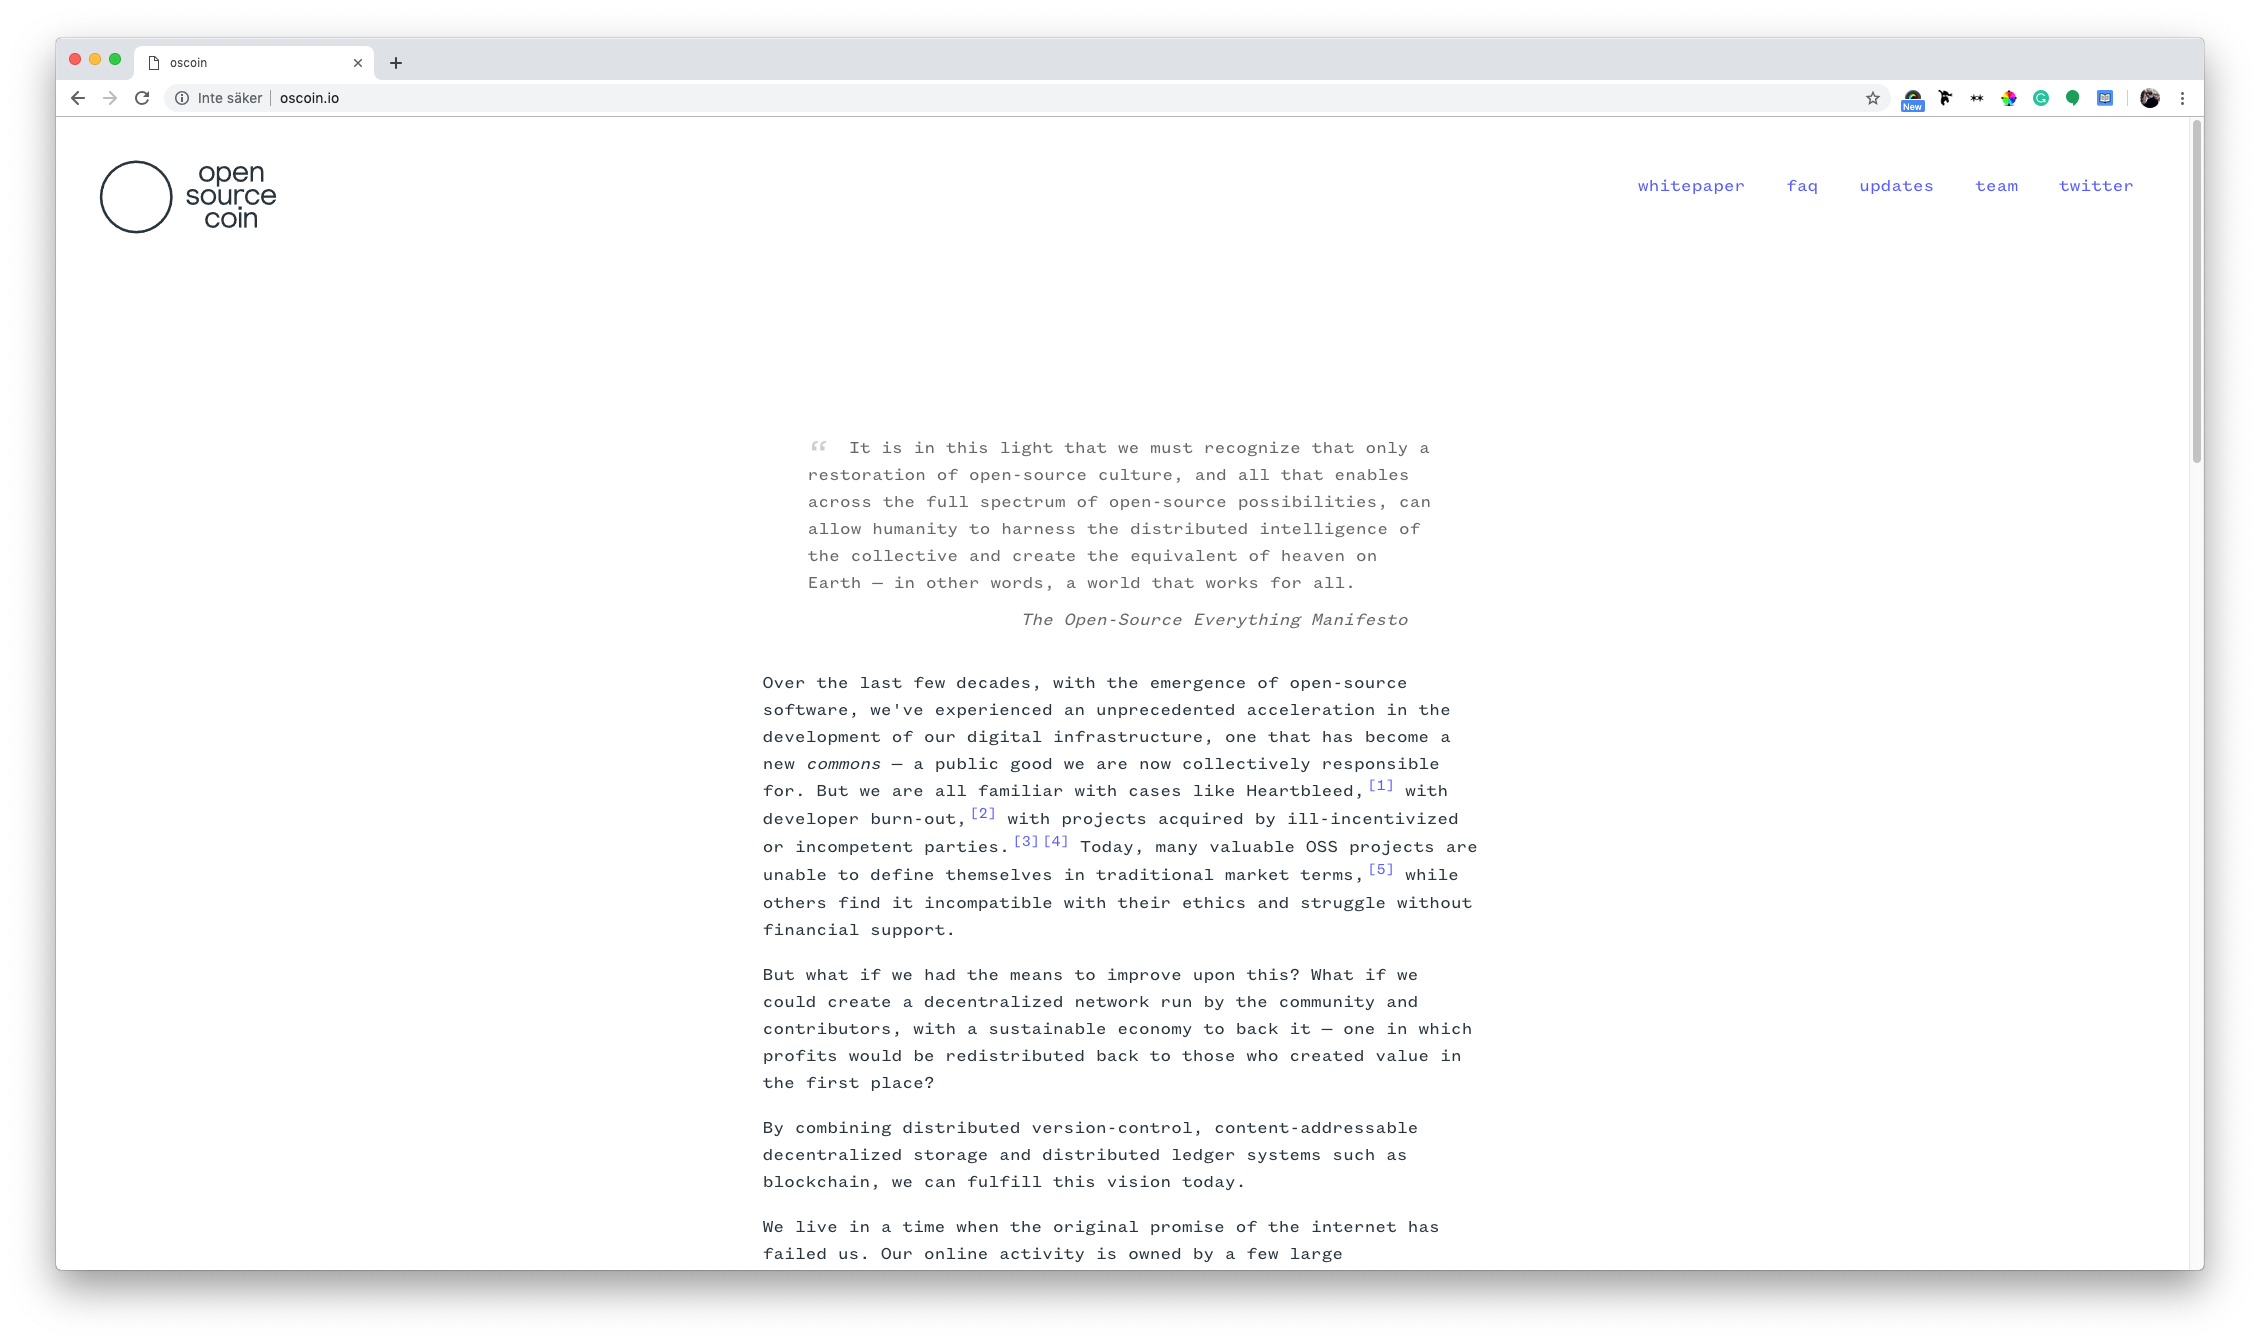 oscoin
Inte säker | oscoin.io
New
open
source
coin
whitepaper faq updates team twitter
“ It is in this light that we must recognize that only a
restoration of open-source culture, and all that enables
across the full spectrum of open-source possibilities, can
allow humanity to harness the distributed intelligence of
the collective and create the equivalent of heaven on
Earth — in other words, a world that works for all.
The Open-Source Everything Manifesto
Over the last few decades, with the emergence of open-source
software, we've experienced an unprecedented acceleration in the
development of our digital infrastructure, one that has become a
new commons — a public good we are now collectively responsible
for. But we are all familiar with cases like Heartbleed,[1] with
developer burn-out,[2] with projects acquired by ill-incentivized
or incompetent parties.[3][4] Today, many valuable OSS projects are
unable to define themselves in traditional market terms,[5] while
others find it incompatible with their ethics and struggle without
financial support.
But what if we had the means to improve upon this? What if we
could create a decentralized network run by the community and
contributors, with a sustainable economy to back it — one in which
profits would be redistributed back to those who created value in
the first place?
By combining distributed version-control, content-addressable
decentralized storage and distributed ledger systems such as
blockchain, we can fulfill this vision today.
We live in a time when the original promise of the internet has
failed us. Our online activity is owned by a few large